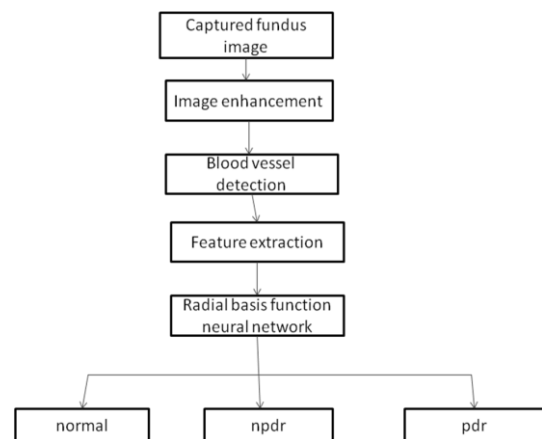 Captured fundus
image
Image enhancement
Blood vessel
detection
Feature extraction
Radial basis function
neural network
normal
npdr
pdr